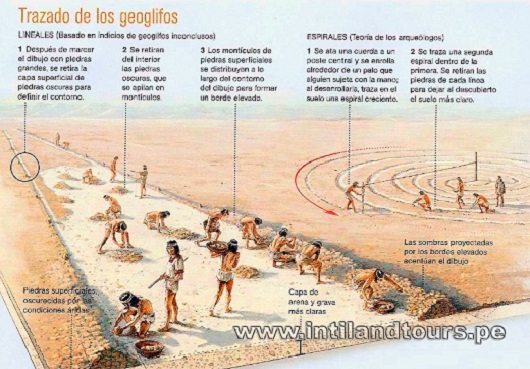 Trazado de los geoglifos
LINEALES (Basado en indicios de geoglifos inconclusos)
1 Después de marcar
el dibujo con piedras
grandes, se retira la
capa superficial de
piedras oscuras para
definir el contorno.
2 Se retiran
del interior
las piedras
oscuras, que
se apilan en
montículos.
3 Los montículos de
piedras superficiales
se distribuyen a lo
largo del contorno
del dibujo para formar
un borde elevado.
ESPIRALES (Teoría de los arqueólogos)
1 Se ata una cuerda a un
poste central y se enrolla
alrededor de un palo que
alguien sujeta con la mano;
al desenrollarla, traza en el
suelo una espiral creciente.
2 Se traza una segunda
espiral dentro de la
primera. Se retiran las
piedras de cada línea
para dejar al descubierto
el suelo más claro.
Las sombras proyectadas
por los bordes elevados
acentúan el dibujo
Piedras superficiales
oscurecidas por las
condiciones áridas
Capa de
arena y grava
más claras
www.intilandtours.pe